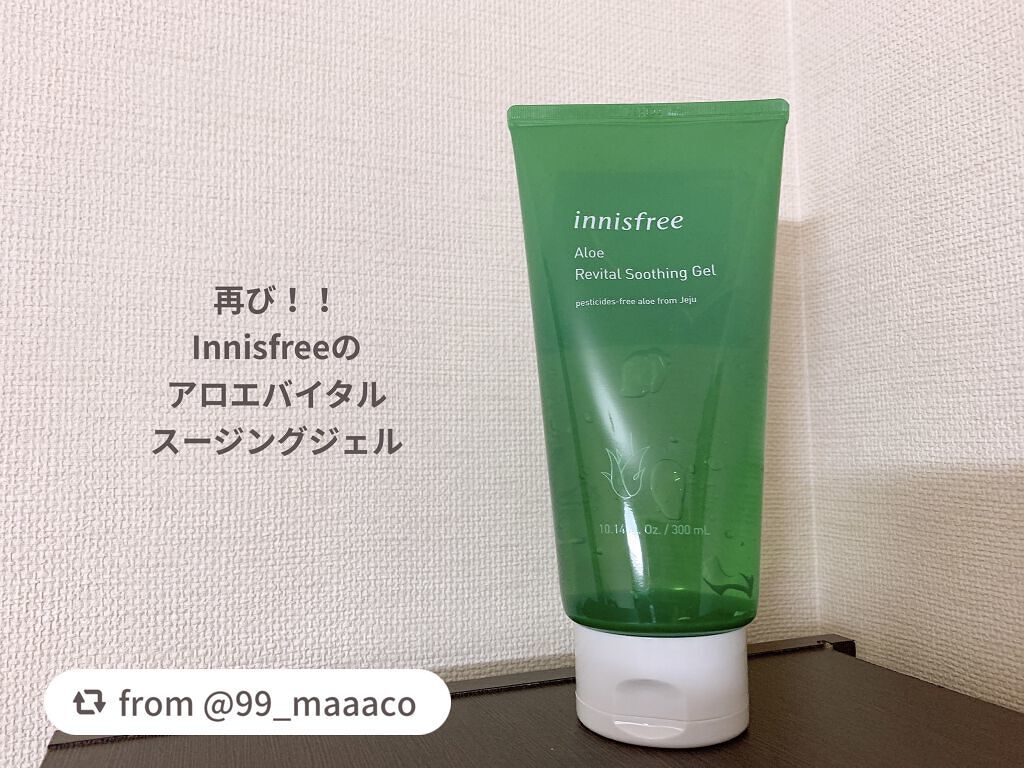 再び！！
Innisfreeの
アロエバイタル
スージングジェル
innisfree
Aloe
Revital Soothing Gel
pesticides-free aloe from Jeju
10.14 Oz. / 300 mL
from @99_maaaco